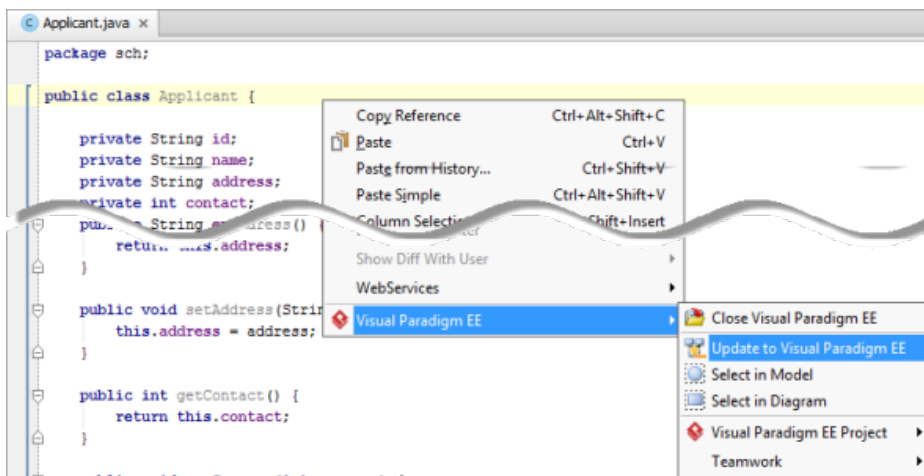 Applicant.java
package sch;
public class Applicant {
private String id;
private String name;
private String address;
private int contact;
String
return this.address;
}
public void setAddress(Strin
this.address = address;
}
public int getContact() {
return this.contact;
}
Copy Reference Ctrl+Alt+Shift+C
Paste Ctrl+V
Paste from History... Ctrl+Shift+V
Paste Simple Ctrl+Alt+Shift+V
Column Shift+Insert
Show Diff With User
WebServices
Visual Paradigm EE
Close Visual Paradigm EE
Update to Visual Paradigm EE
Select in Model
Select in Diagram
Visual Paradigm EE Project
Teamwork